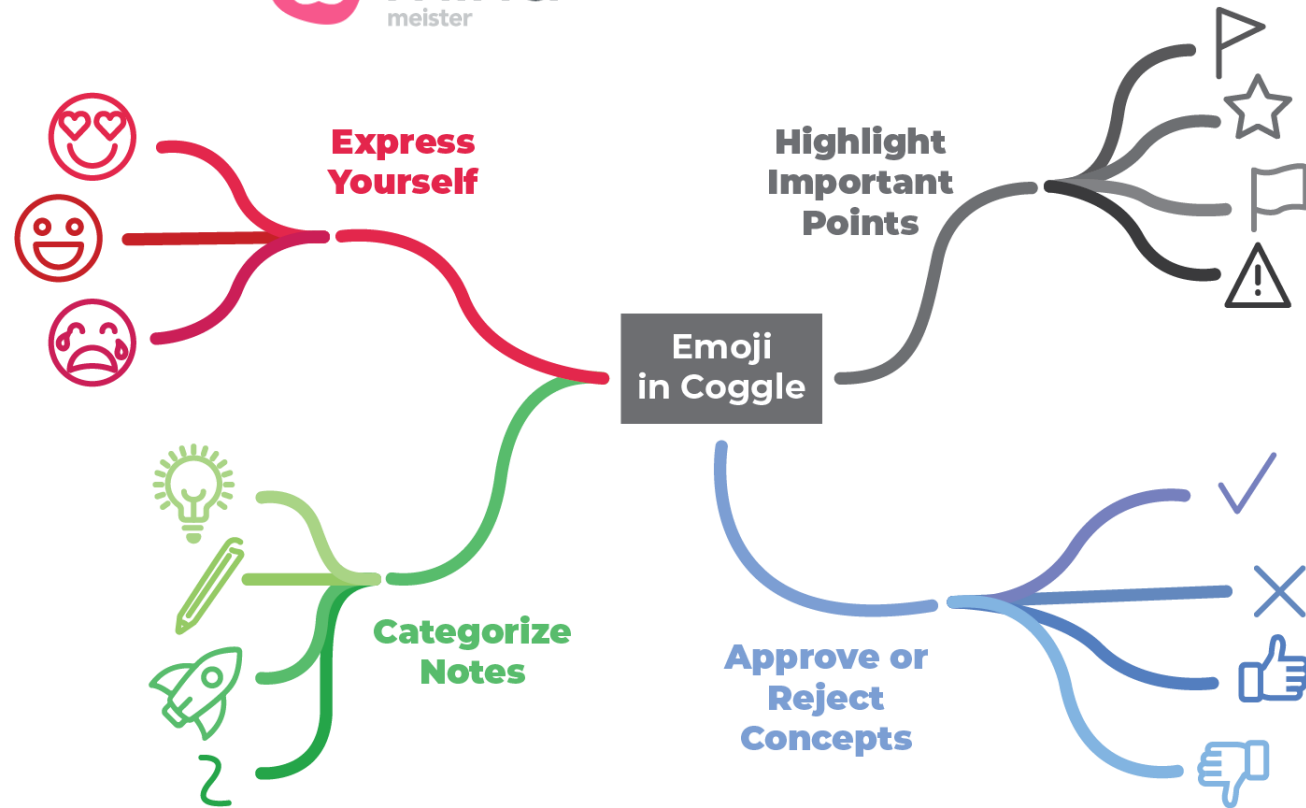 meister
Express
Yourself
Highlight
Important
Points
Emoji
in Coggle
Categorize
Notes
Approve or
Reject
Concepts